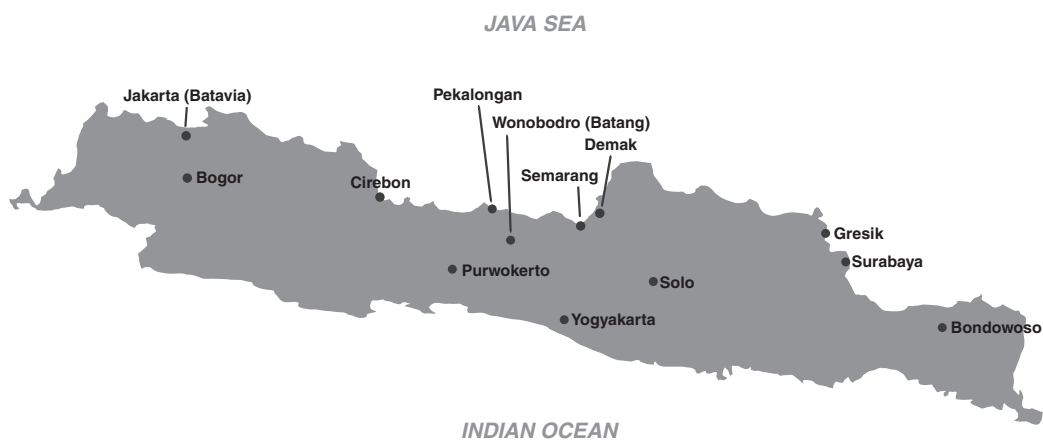 JAVA SEA
Jakarta (Batavia)
Pekalongan
Wonobodro (Batang)
Demak
Semarang
Bogor
Cirebon
Gresik
Surabaya
Purwokerto
Solo
Yogyakarta
Bondowoso
INDIAN OCEAN